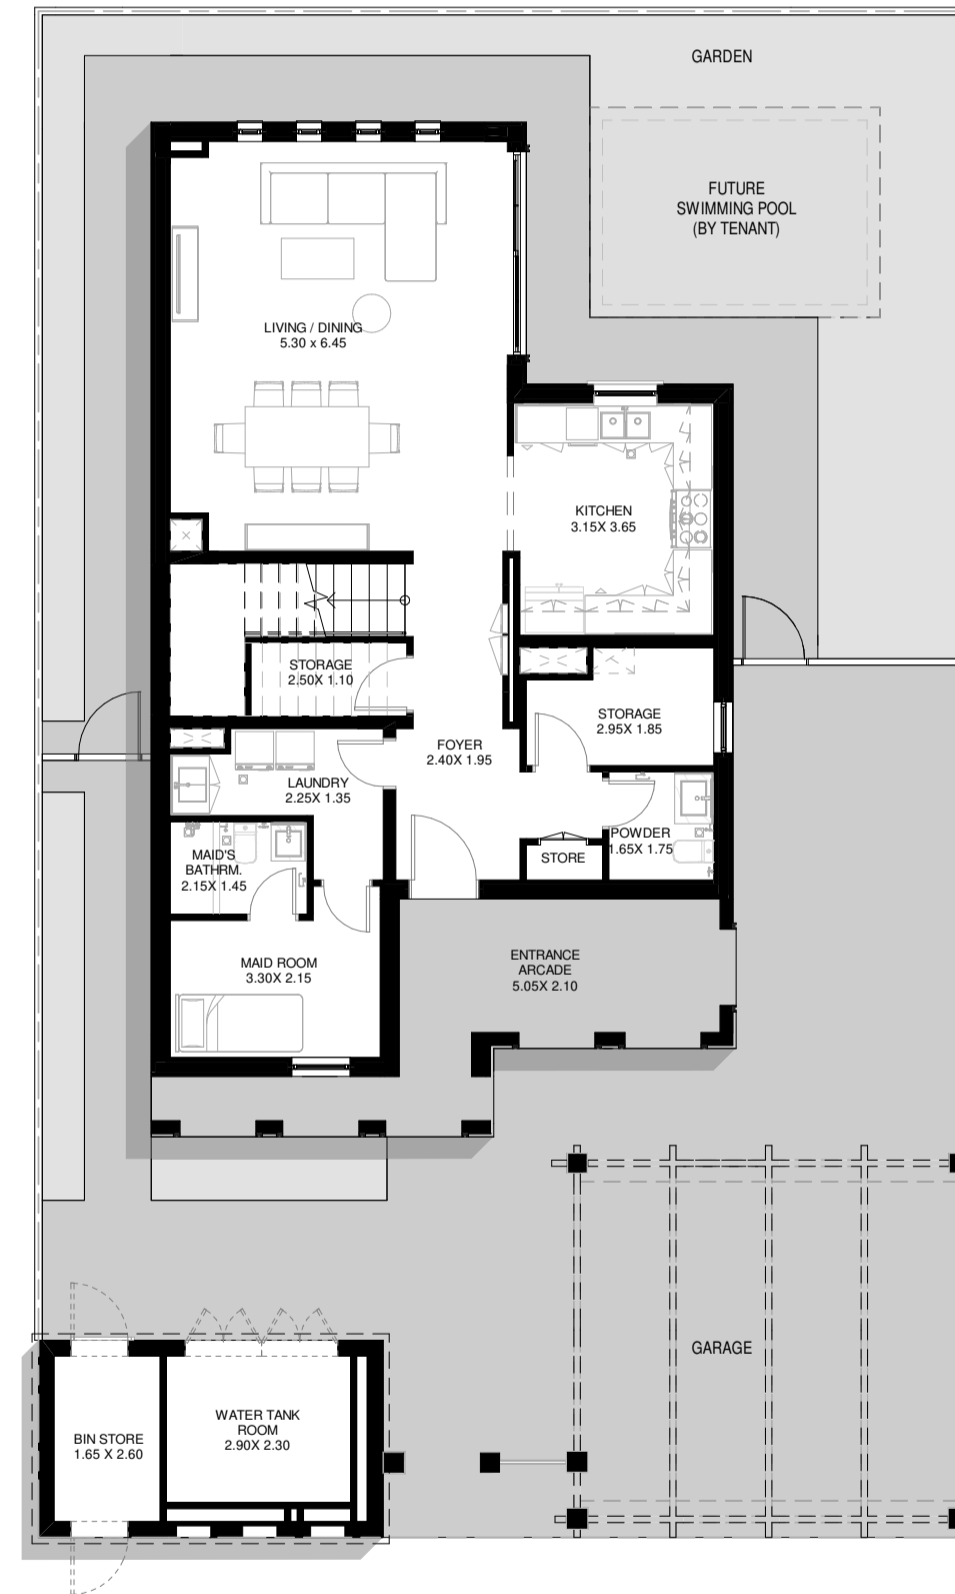 GARDEN
FUTURE
SWIMMING POOL
(BY TENANT)
LIVING / DINING
5.30 x 6.45
KITCHEN
3.15X 3.65
STORAGE
2.50X 1.10
STORAGE
2.95X 1.85
FOYER
2.40X 1.95
LAUNDRY
2.25X 1.35
POWDER
1.65X 1.75
STORE
MAID'S
BATHRM.
2.15X 1.45
MAID ROOM
3.30X 2.15
ENTRANCE
ARCADE
5.05X 2.10
GARAGE
WATER TANK
ROOM
2.90X 2.30
BIN STORE
1.65 X 2.60